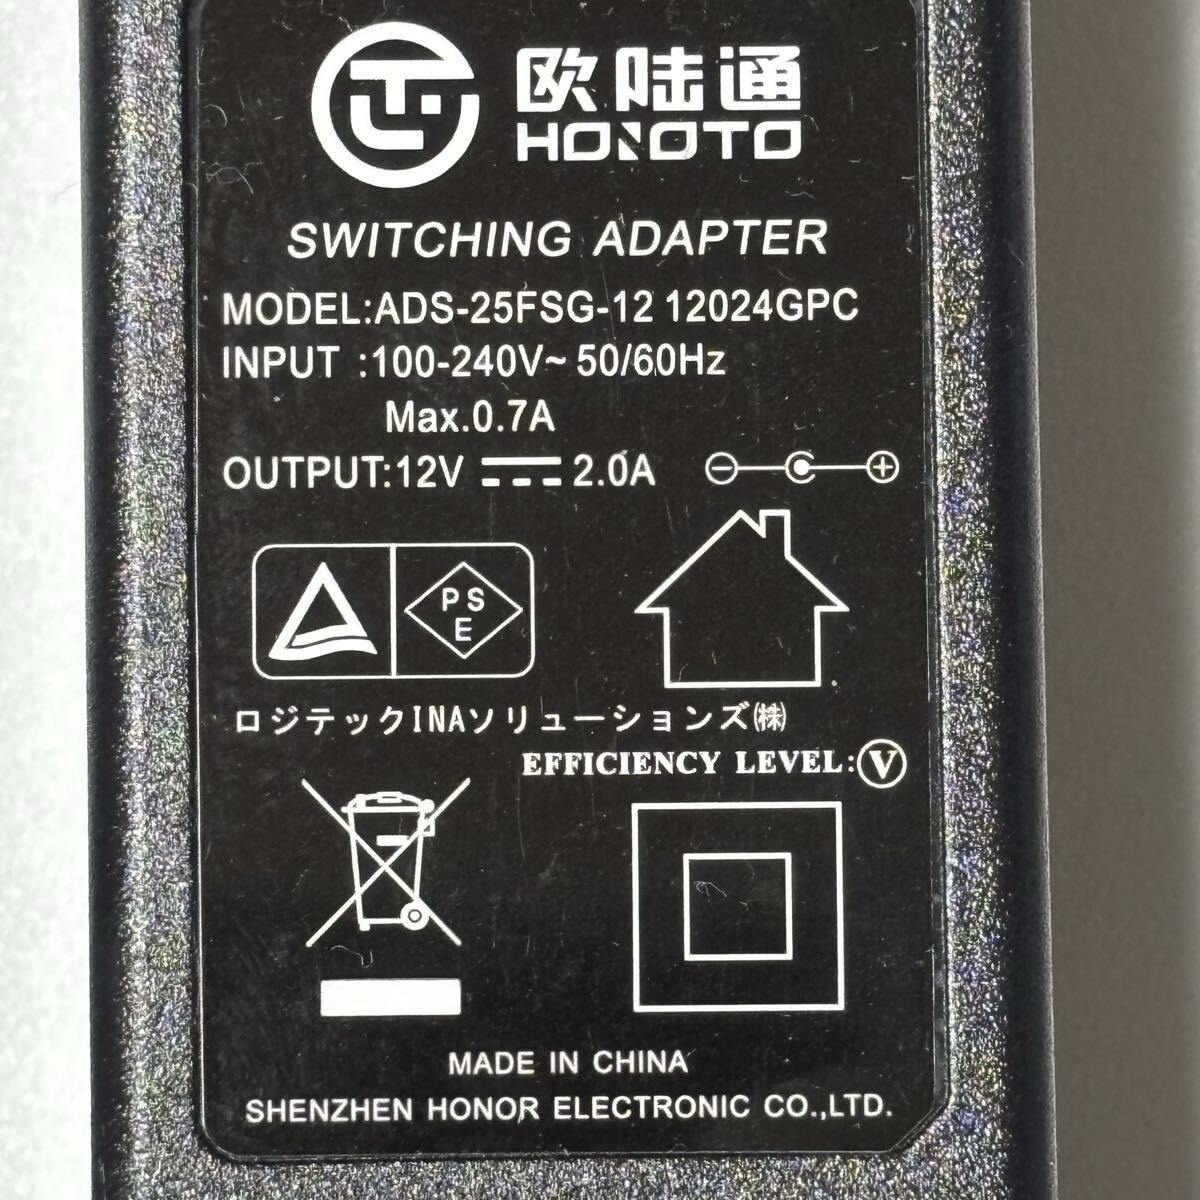 欧陆通
HONOTO
SWITCHING ADAPTER
MODEL:ADS-25FSG-12 12024GPC
INPUT :100-240V~ 50/60Hz
Max.0.7A
OUTPUT:12V ⎓ 2.0A
PS
E
ロジテックINAソリューションズ㈱
EFFICIENCY LEVEL:Ⓥ
MADE IN CHINA
SHENZHEN HONOR ELECTRONIC CO.,LTD.